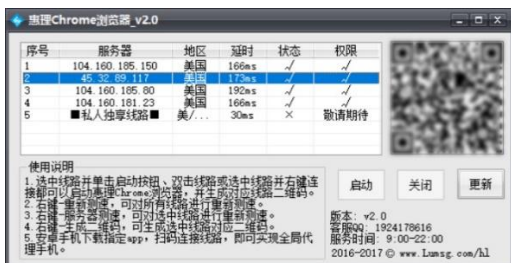 惠理Chrome浏览器_v2.0
序号 服务器 地区 延时 状态 权限
1 104.160.185.150 美国 166ms √ √
2 45.32.89.117 美国 173ms √ √
3 104.160.185.80 美国 192ms √ √
4 104.160.181.23 美国 166ms √ √
5 ■私人独享线路■ 美/... 30ms × 敬请期待
使用说明
1.选中线路并单击启动按钮、双击线路或选中线路并右键连
接都可以启动惠理Chrome浏览器，并生成对应线路二维码。
2.右键-重新测速，可对所有线路进行重新测速。
3.右键-服务器测速，可对选中线路进行重新测速。
4.右键-生成二维码，可生成选中线路对应二维码。
5.安卓手机下载指定app，扫码连接线路，即可实现全局代
理手机。
启动 关闭 更新
版本: v2.0
客服QQ: 1924178616
服务时间: 9:00-22:00
2016-2017 © www.Lumsg.com/hl